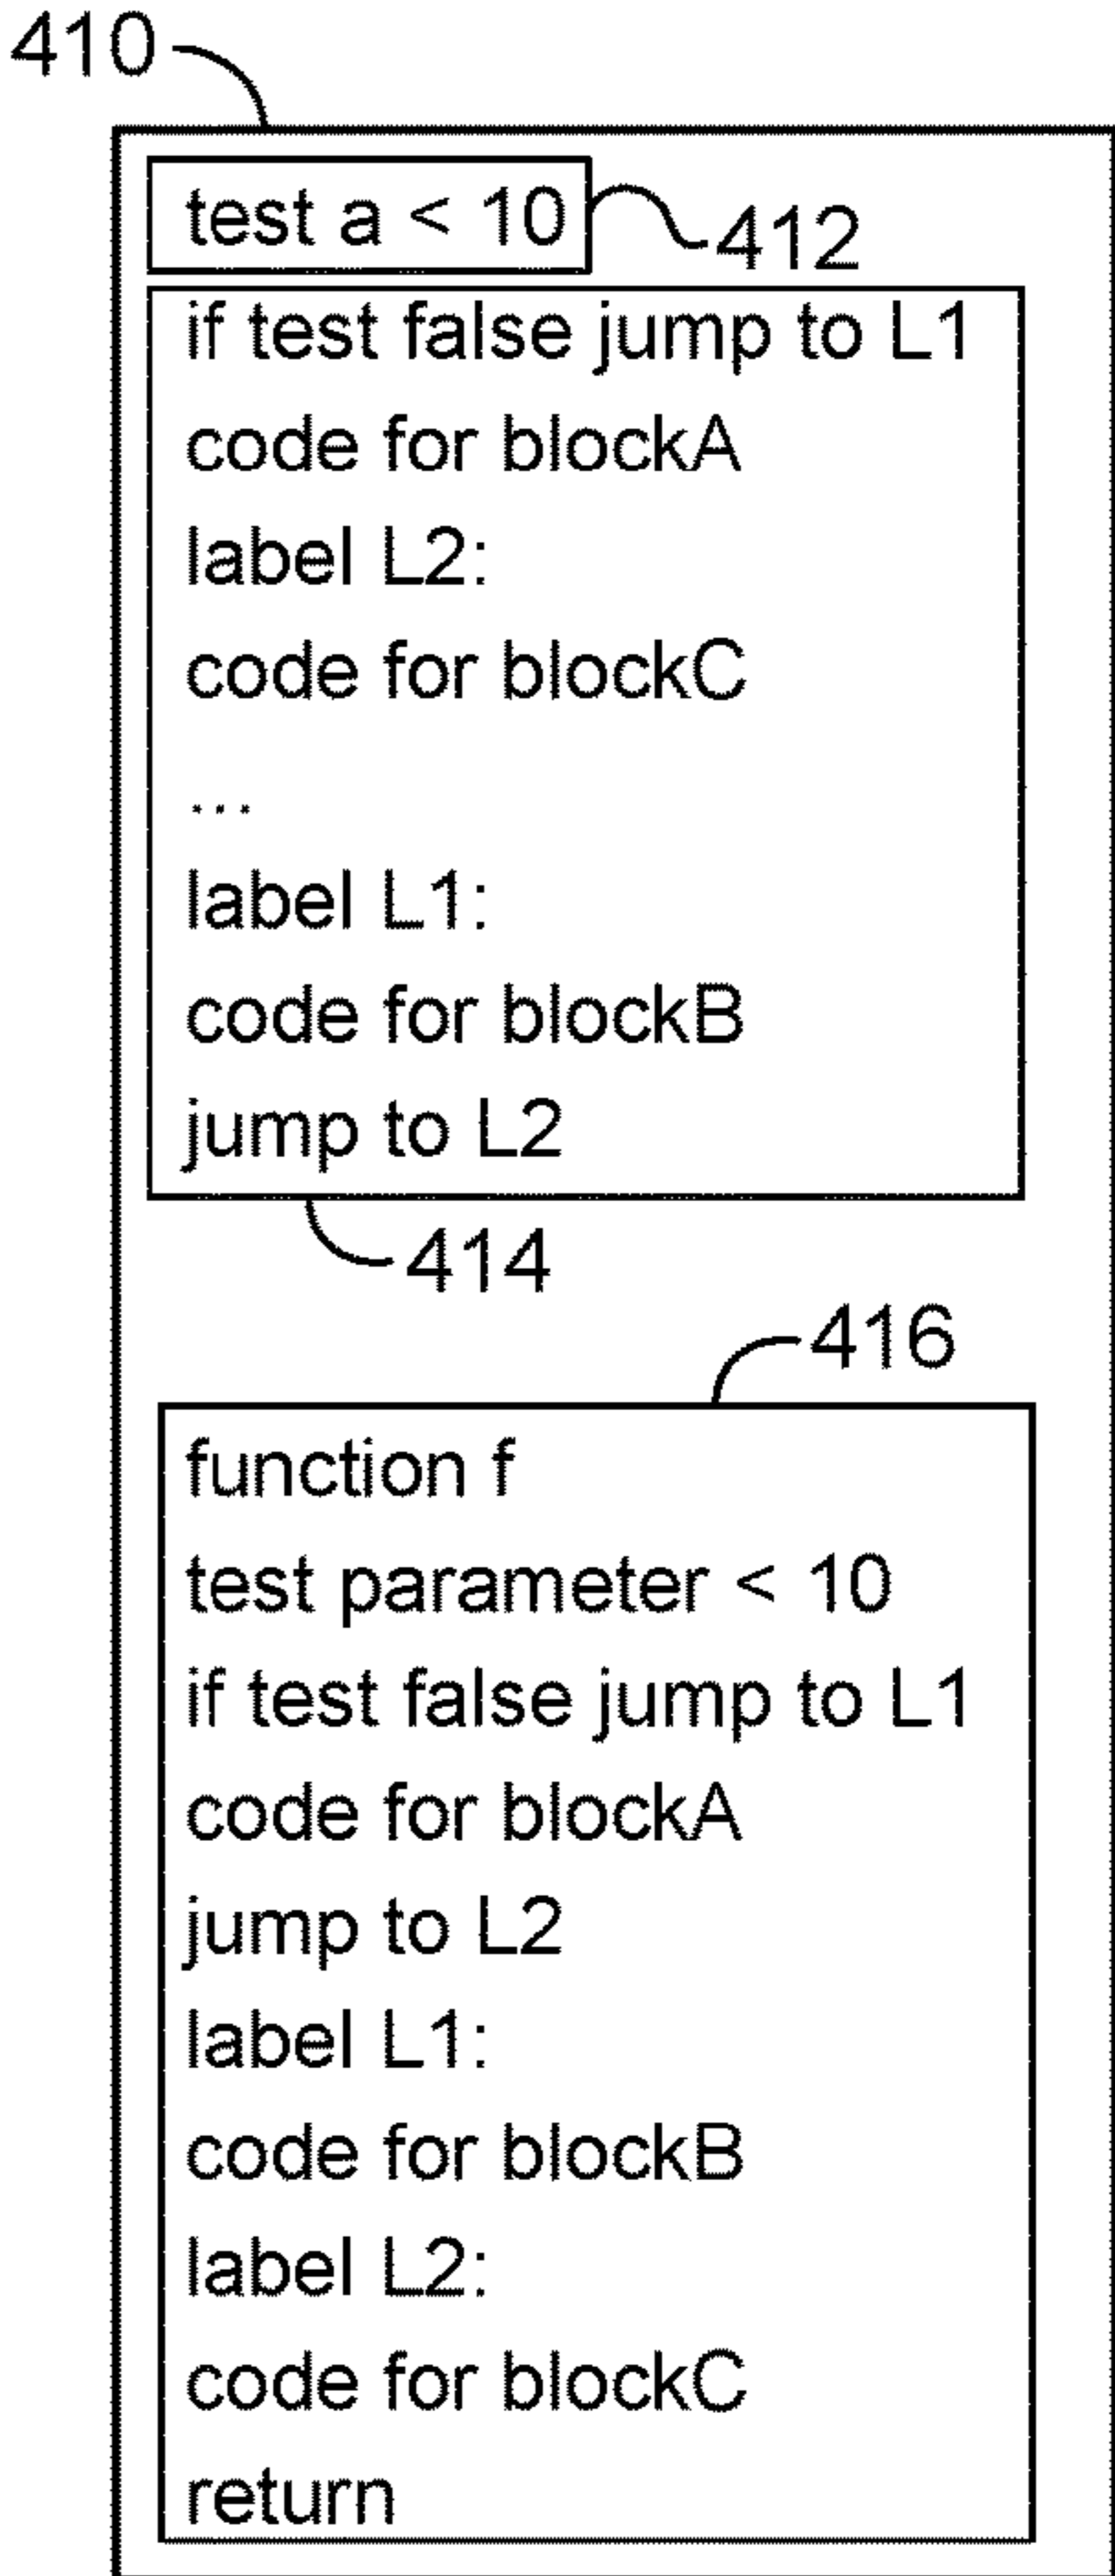 410
test a < 10
412
if test false jump to L1
code for blockA
label L2:
code for blockC
...
label L1:
code for blockB
jump to L2
414
416
function f
test parameter < 10
if test false jump to L1
code for blockA
jump to L2
label L1:
code for blockB
label L2:
code for blockC
return